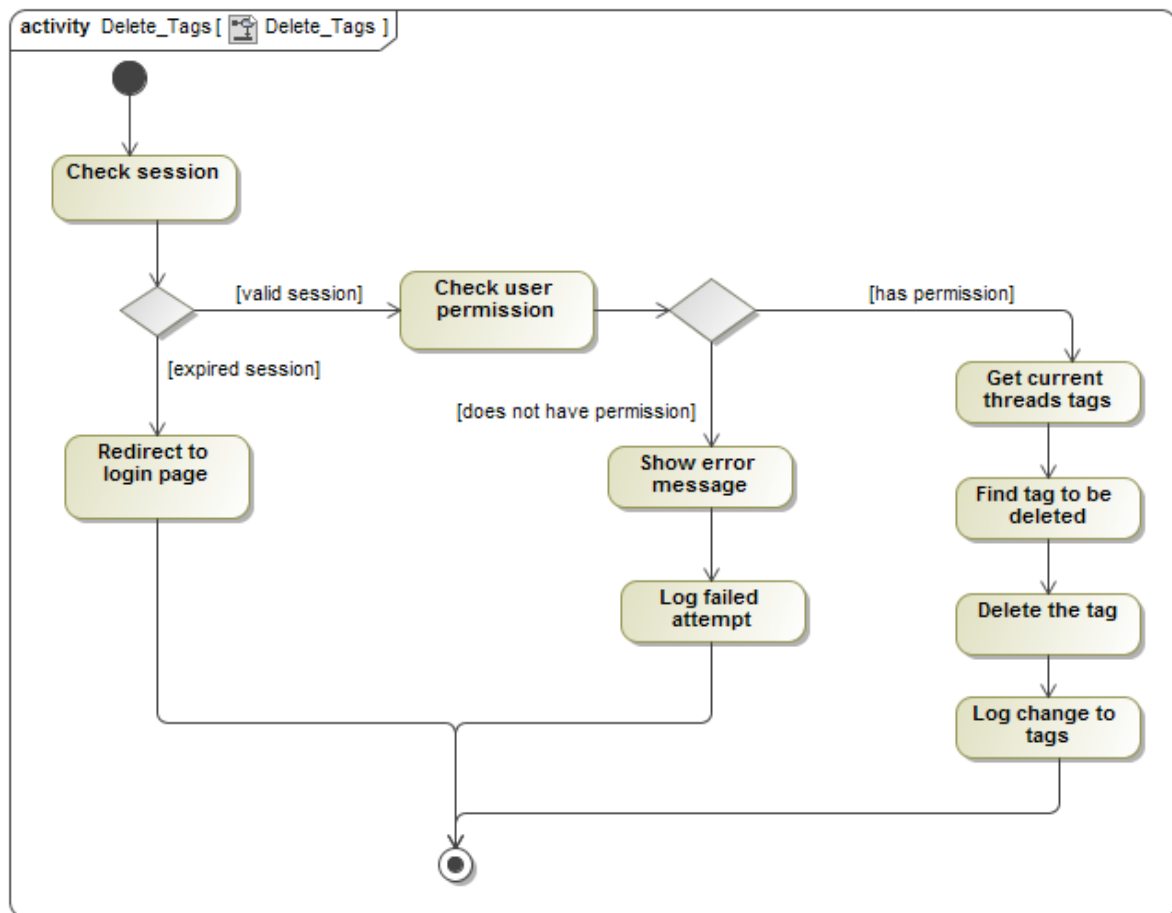 activity Delete_Tags [ Delete_Tags ]
Check session
[valid session]
Check user
permission
[has permission]
[expired session]
[does not have permission]
Redirect to
login page
Show error
message
Log failed
attempt
Get current
threads tags
Find tag to be
deleted
Delete the tag
Log change to
tags